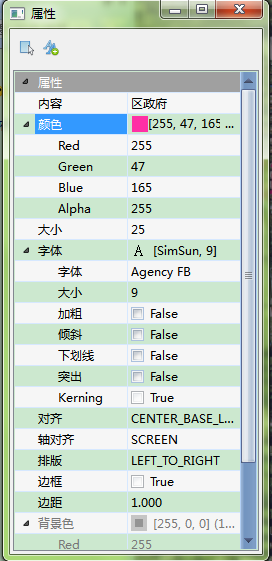 属性
属性
内容 区政府
颜色 [255, 47, 165 ...
Red 255
Green 47
Blue 165
Alpha 255
大小 25
字体 A [SimSun, 9]
字体 Agency FB
大小 9
加粗 False
倾斜 False
下划线 False
突出 False
Kerning True
对齐 CENTER_BASE_L...
轴对齐 SCREEN
排版 LEFT_TO_RIGHT
边框 True
边距 1.000
背景色 [255, 0, 0] (1...
Red 255